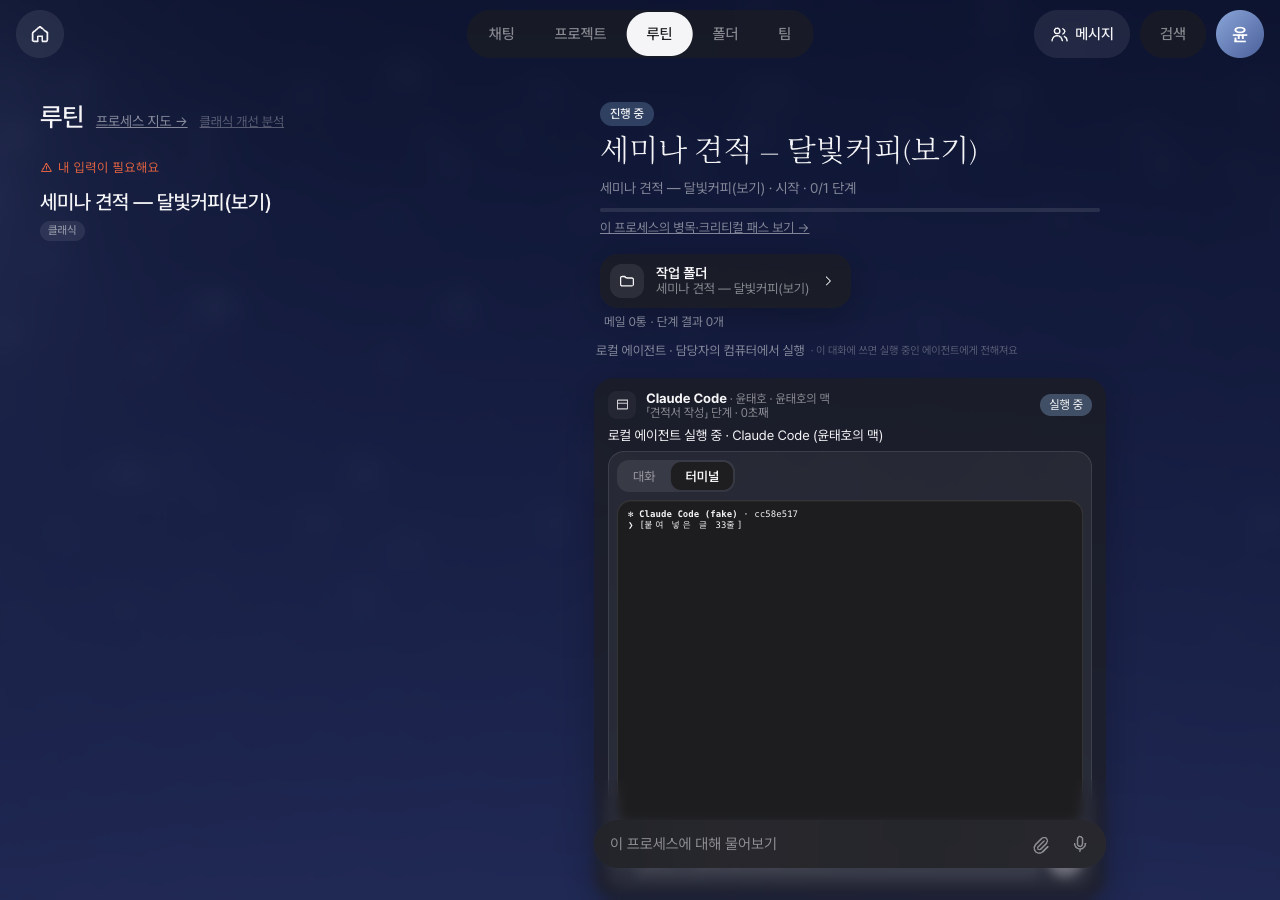 채팅
프로젝트
루틴
폴더
팀
메시지
검색
윤
루틴
프로세스 지도 →
클래식 개선 분석
내 입력이 필요해요
세미나 견적 — 달빛커피(보기)
클래식
진행 중
세미나 견적 — 달빛커피(보기)
세미나 견적 — 달빛커피(보기) · 시작 · 0/1 단계
이 프로세스의 병목·크리티컬 패스 보기 →
작업 폴더
세미나 견적 — 달빛커피(보기)
메일 0통 · 단계 결과 0개
로컬 에이전트 · 담당자의 컴퓨터에서 실행 · 이 대화에 쓰면 실행 중인 에이전트에게 전해져요
Claude Code · 윤태호 · 윤태호의 맥
「견적서 작성」 단계 · 0초째
실행 중
로컬 에이전트 실행 중 · Claude Code (윤태호의 맥)
대화
터미널
✻ Claude Code (fake) · cc58e517
❯ [붙여 넣은 글 33줄]
이 프로세스에 대해 물어보기